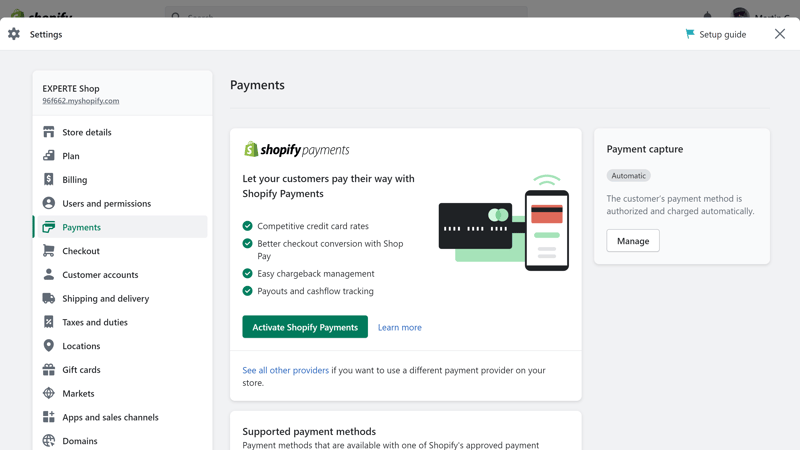 shopify
Search
Martin G
Settings
Setup guide
EXPERTE Shop
96f662.myshopify.com
Store details
Plan
Billing
Users and permissions
Payments
Checkout
Customer accounts
Shipping and delivery
Taxes and duties
Locations
Gift cards
Markets
Apps and sales channels
Domains
Payments
shopify payments
Let your customers pay their way with
Shopify Payments
Competitive credit card rates
Better checkout conversion with Shop
Pay
Easy chargeback management
Payouts and cashflow tracking
Activate Shopify Payments
Learn more
See all other providers if you want to use a different payment provider on your
store.
Supported payment methods
Payment methods that are available with one of Shopify's approved payment
Payment capture
Automatic
The customer's payment method is
authorized and charged automatically.
Manage